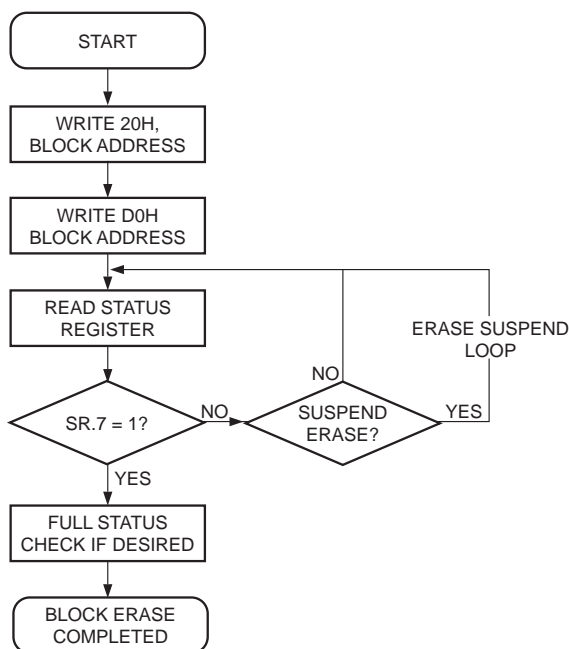 START
WRITE 20H,
BLOCK ADDRESS
WRITE D0H
BLOCK ADDRESS
READ STATUS
REGISTER
ERASE SUSPEND
LOOP
NO
SR.7 = 1?
NO
SUSPEND
ERASE?
YES
YES
FULL STATUS
CHECK IF DESIRED
BLOCK ERASE
COMPLETED